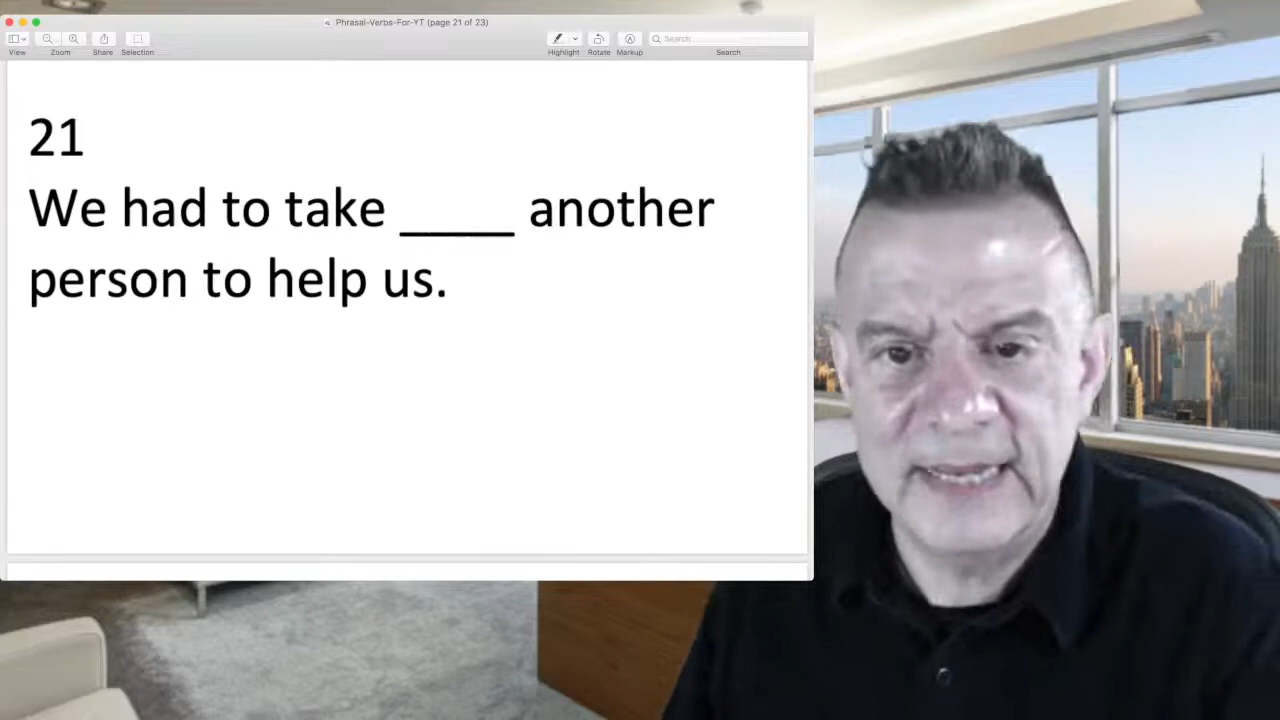 Phrasal-Verbs-For-YT (page 21 of 23)
View Zoom Share Selection Highlight Rotate Markup Search
Search
21
We had to take ____ another
person to help us.